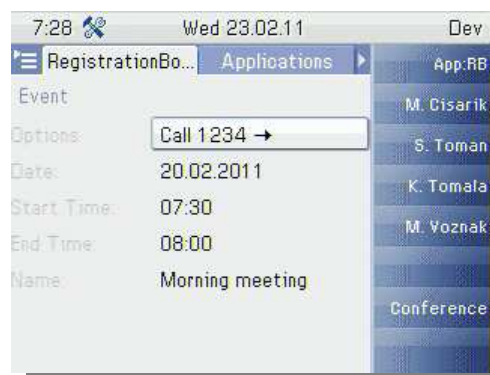 7:28 Wed 23.02.11 Dev
RegistrationBo... Applications
App:RB
Event
M. Cisarik
Options: Call 1234 →
S. Toman
Date: 20.02.2011
K. Tomala
Start Time: 07:30
M. Voznak
End Time: 08:00
Name: Morning meeting
Conference